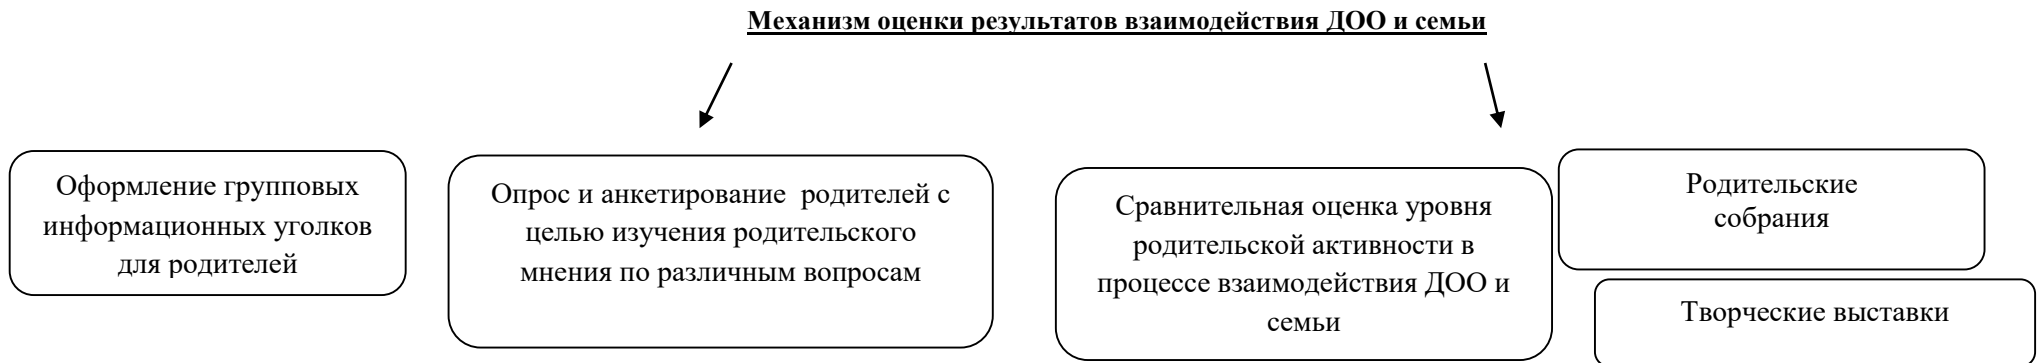 Механизм оценки результатов взаимодействия ДОО и семьи
Оформление групповых
информационных уголков
для родителей
Опрос и анкетирование  родителей с
целью изучения родительского
мнения по различным вопросам
Сравнительная оценка уровня
родительской активности в
процессе взаимодействия ДОО и
семьи
Родительские
собрания
Творческие выставки